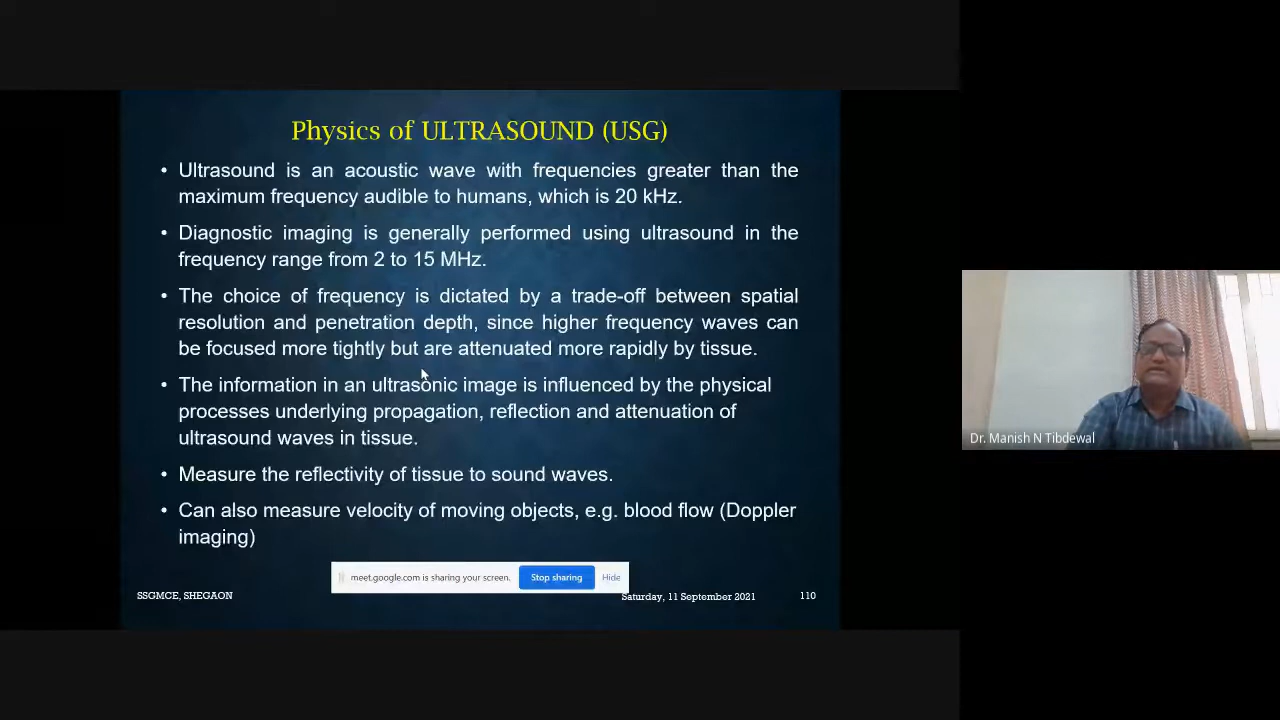 Physics of ULTRASOUND (USG)
• Ultrasound is an acoustic wave with frequencies greater than the
maximum frequency audible to humans, which is 20 kHz.
• Diagnostic imaging is generally performed using ultrasound in the
frequency range from 2 to 15 MHz.
• The choice of frequency is dictated by a trade-off between spatial
resolution and penetration depth, since higher frequency waves can
be focused more tightly but are attenuated more rapidly by tissue.
• The information in an ultrasonic image is influenced by the physical
processes underlying propagation, reflection and attenuation of
ultrasound waves in tissue.
• Measure the reflectivity of tissue to sound waves.
• Can also measure velocity of moving objects, e.g. blood flow (Doppler
imaging)
meet.google.com is sharing your screen.
Stop sharing
Hide
SSGMCE, SHEGAON
Saturday, 11 September 2021
110
Dr. Manish N Tibdewal